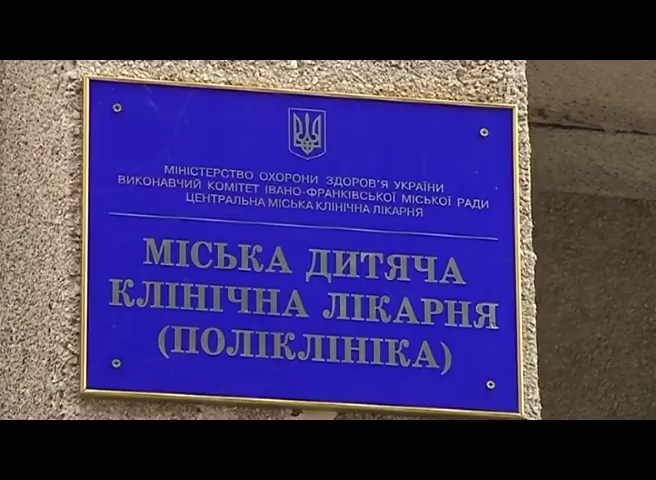 МІНІСТЕРСТВО ОХОРОНИ ЗДОРОВ'Я УКРАЇНИ
ВИКОНАВЧИЙ КОМІТЕТ ІВАНО-ФРАНКІВСЬКОЇ МІСЬКОЇ РАДИ
ЦЕНТРАЛЬНА МІСЬКА КЛІНІЧНА ЛІКАРНЯ
МІСЬКА ДИТЯЧА
КЛІНІЧНА ЛІКАРНЯ
(ПОЛІКЛІНІКА)